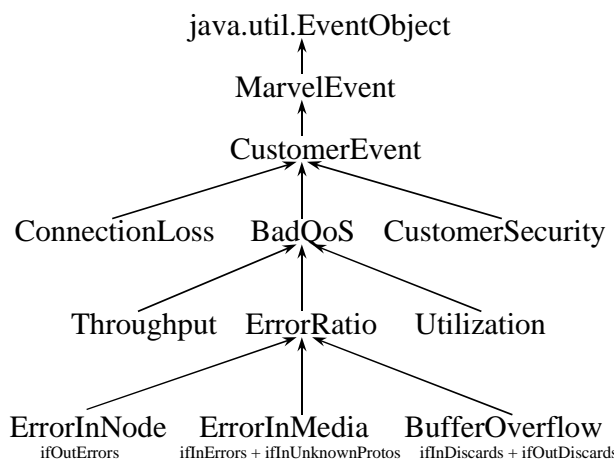 java.util.EventObject
MarvelEvent
CustomerEvent
ConnectionLoss BadQoS CustomerSecurity
Throughput ErrorRatio Utilization
ErrorInNode ErrorInMedia BufferOverflow
ifOutErrors ifInErrors + ifInUnknownProtos ifInDiscards + ifOutDiscards